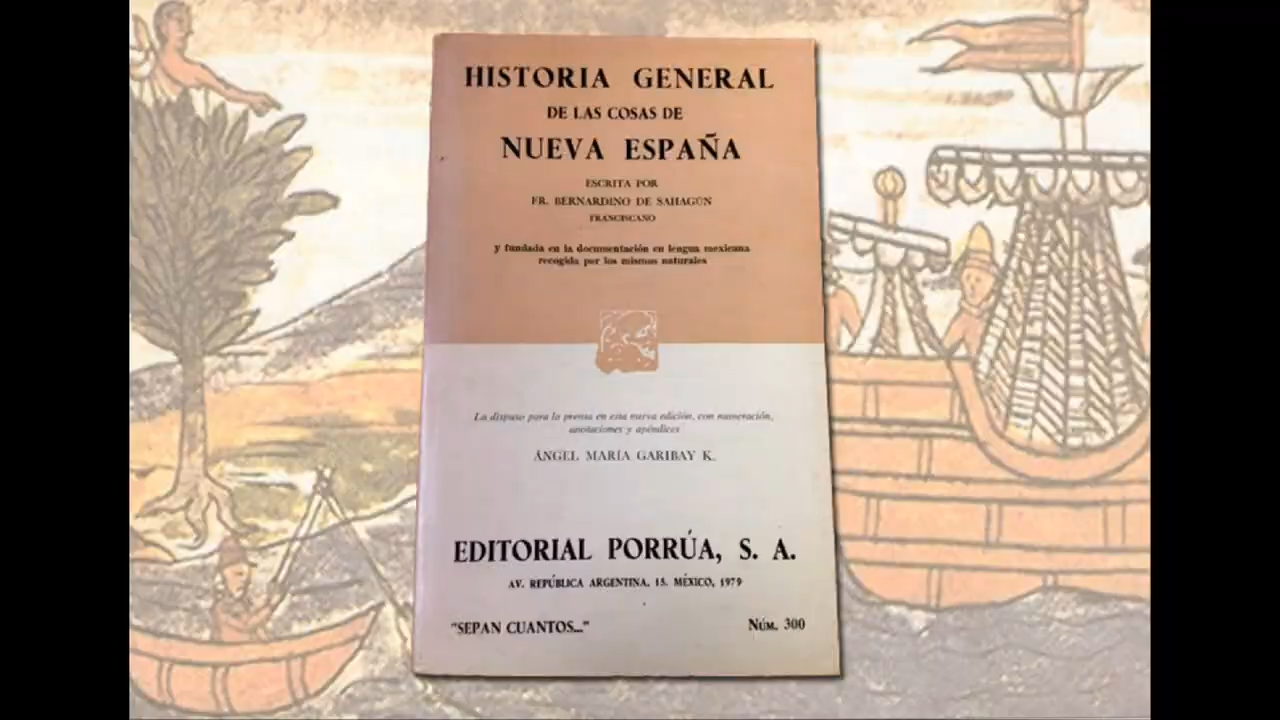 HISTORIA GENERAL
DE LAS COSAS DE
NUEVA ESPAÑA
ESCRITA POR
FR. BERNARDINO DE SAHAGÚN
FRANCISCANO
y fundada en la documentación en lengua mexicana
recogida por los mismos naturales
La dispuso para la prensa en esta nueva edición, con numeración,
anotaciones y apéndices
ÁNGEL MARÍA GARIBAY K.
EDITORIAL PORRÚA, S. A.
AV. REPÚBLICA ARGENTINA, 15. MÉXICO, 1979
"SEPAN CUANTOS..."
NÚM. 300